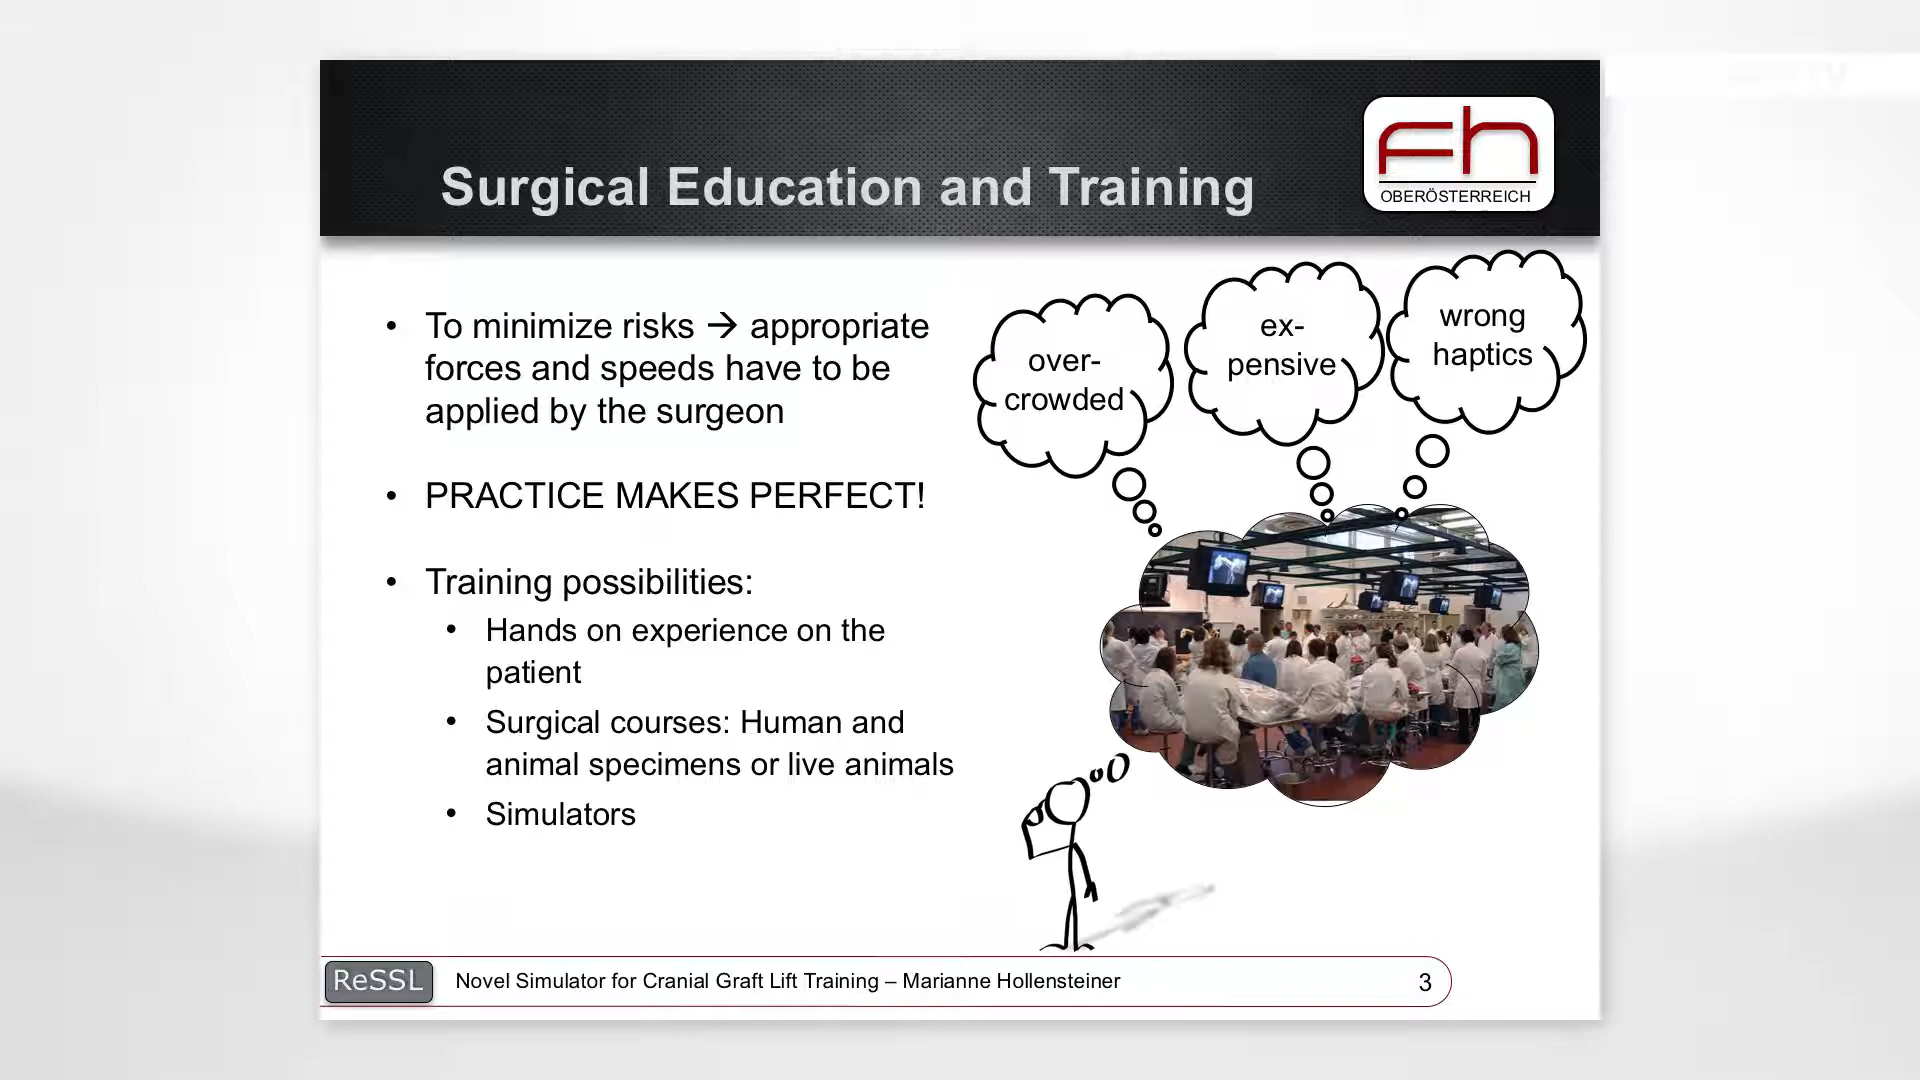 Surgical Education and Training
Fh
OBERÖSTERREICH
• To minimize risks → appropriate
forces and speeds have to be
applied by the surgeon
• PRACTICE MAKES PERFECT!
• Training possibilities:
• Hands on experience on the
patient
• Surgical courses: Human and
animal specimens or live animals
• Simulators
over-
crowded
ex-
pensive
wrong
haptics
ReSSL
Novel Simulator for Cranial Graft Lift Training – Marianne Hollensteiner
3